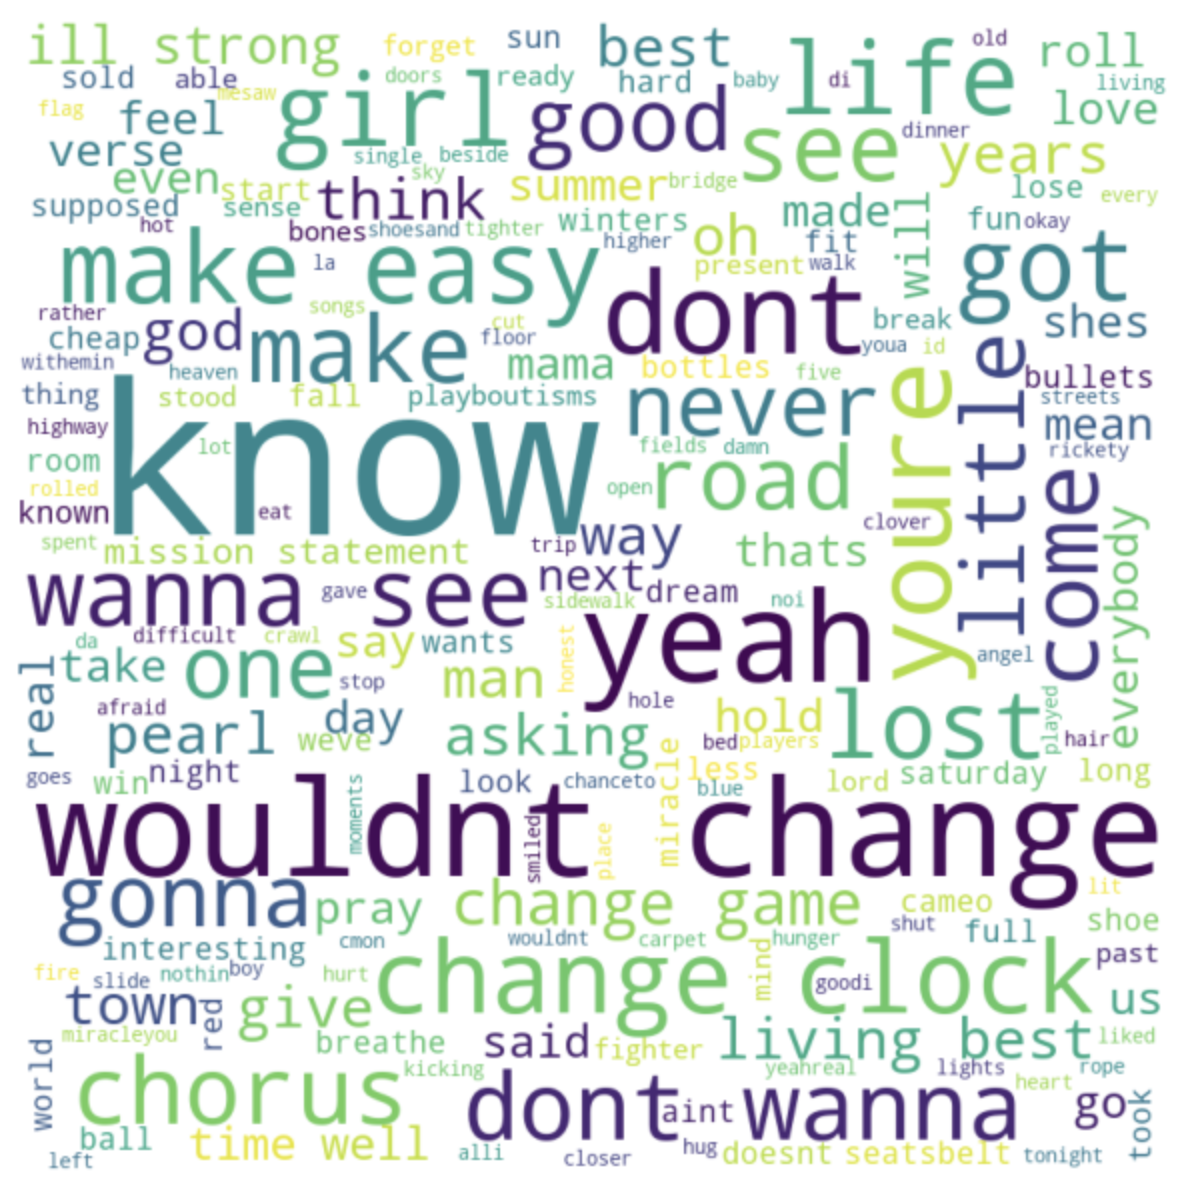 ill strong
forget
sun
best
life
old
roll
sold
able
mesaw
doors
ready
hard
baby
di
living
flag
feel
girl
good
see
love
dinner
verse
single
beside
sky
years
even
start
think
summer
bridge
lose
every
supposed
sense
bones
shoesand
tighter
winters
made
will
fun
okay
hot
higher
oh
fit
got
make easy
la
present
walk
rather
songs
cut
dont
break
shes
cheap
god
make
floor
mama
youa
id
withemin
heaven
bottles
five
little
bullets
thing
stood
fall
playboutisms
never
youre
streets
highway
know
lot
fields
damn
mean
room
road
rickety
rolled
open
come
known
eat
clover
spent
mission statement
trip
way
thats
everybody
wanna see
gave
next
dream
sidewalk
noi
da
difficult
crawl
say
wants
yeah
angel
real
take
one
stop
man
honest
hole
afraid
day
hold
lost
played
pearl
weve
asking
bed
players
hair
goes
win
night
look
chanceto
miracle
less
blue
lord
saturday
long
moments
wouldnt change
smiled
place
gonna
pray
change game
cameo
lit
shoe
interesting
cmon
wouldnt
carpet
hunger
shut
full
past
fire
slide
nothin
boy
hurt
change clock
mind
goodi
us
town
red
give
miracleyou
breathe
said
fighter
living best
liked
world
chorus
kicking
yeahreal
lights
heart
rope
dont wanna
aint
go
took
ball
time well
alli
hug
doesnt
seatsbelt
tonight
left
closer